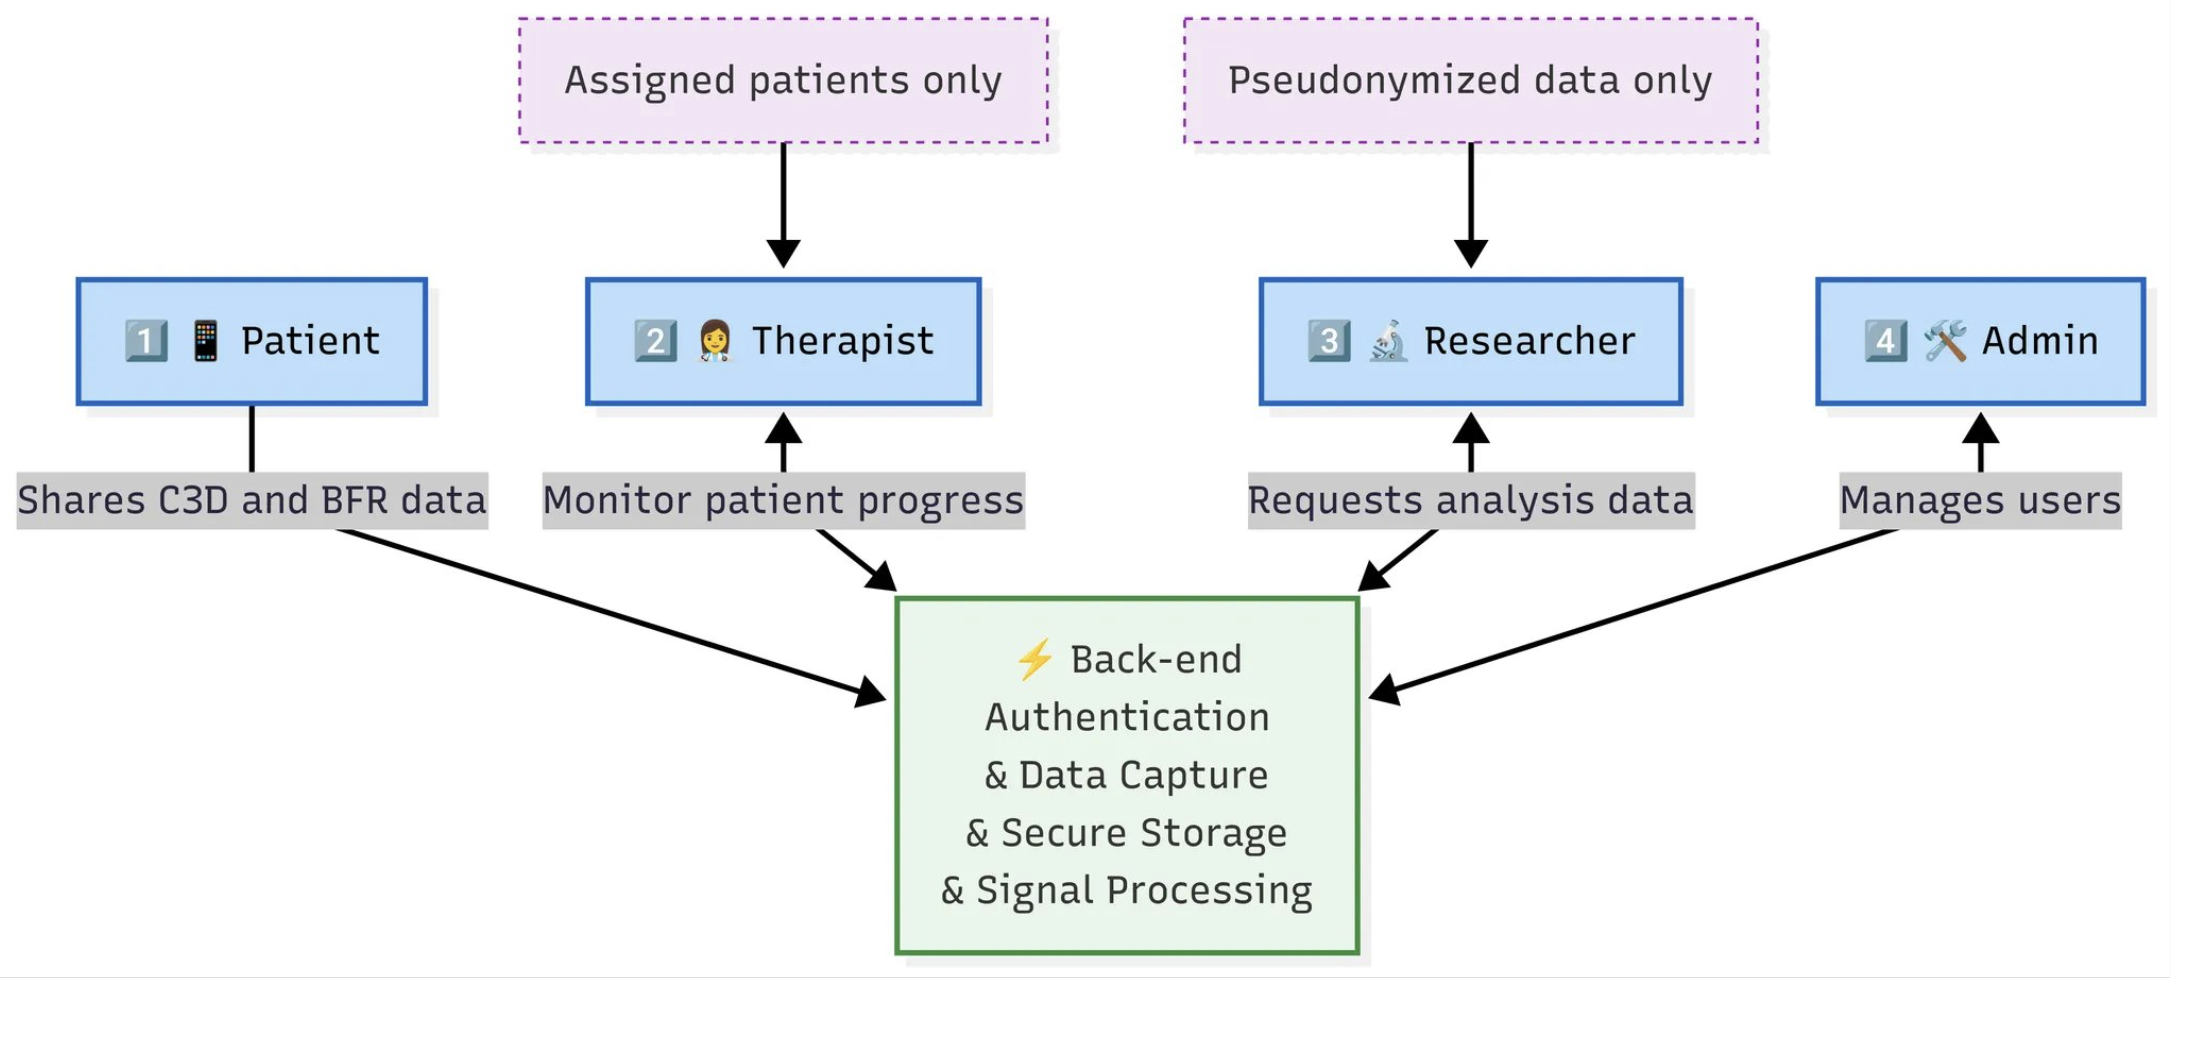 Assigned patients only
Pseudonymized data only
1️⃣ 📱 Patient
2️⃣ 👩‍⚕️ Therapist
3️⃣ 🔬 Researcher
4️⃣ 🛠️ Admin
Shares C3D and BFR data
Monitor patient progress
Requests analysis data
Manages users
⚡ Back-end
Authentication
& Data Capture
& Secure Storage
& Signal Processing